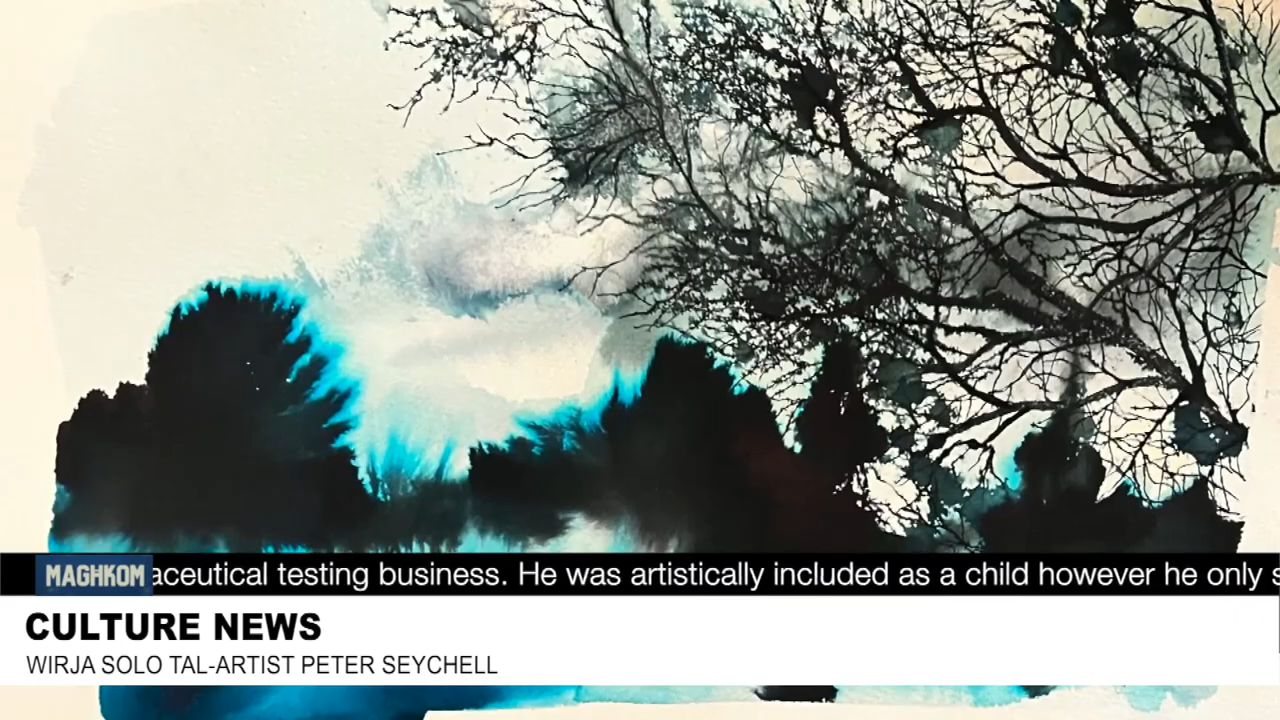 MAGHKOM aceutical testing business. He was artistically included as a child however he only s
CULTURE NEWS
WIRJA SOLO TAL-ARTIST PETER SEYCHELL